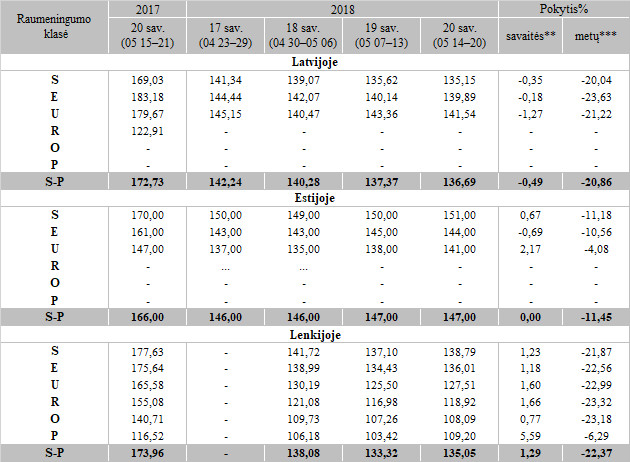 Raumeningumo klasė 2017 2018 Pokytis%
20 sav. (05 15–21) 17 sav. (04 23–29) 18 sav. (04 30–05 06) 19 sav. (05 07–13) 20 sav. (05 14–20) savaitės** metų***
Latvijoje
S 169,03 141,34 139,07 135,62 135,15 -0,35 -20,04
E 183,18 144,44 142,07 140,14 139,89 -0,18 -23,63
U 179,67 145,15 140,47 143,36 141,54 -1,27 -21,22
R 122,91 - - - - - -
O - - - - - - -
P - - - - - - -
S-P 172,73 142,24 140,28 137,37 136,69 -0,49 -20,86
Estijoje
S 170,00 150,00 149,00 150,00 151,00 0,67 -11,18
E 161,00 143,00 143,00 145,00 144,00 -0,69 -10,56
U 147,00 137,00 135,00 138,00 141,00 2,17 -4,08
R - ... ... - - - -
O - - - - - - -
P - - - - - - -
S-P 166,00 146,00 146,00 147,00 147,00 0,00 -11,45
Lenkijoje
S 177,63 - 141,72 137,10 138,79 1,23 -21,87
E 175,64 - 138,99 134,43 136,01 1,18 -22,56
U 165,58 - 130,19 125,50 127,51 1,60 -22,99
R 155,08 - 121,08 116,98 118,92 1,66 -23,32
O 140,71 - 109,73 107,26 108,09 0,77 -23,18
P 116,52 - 106,18 103,42 109,20 5,59 -6,29
S-P 173,96 - 138,08 133,32 135,05 1,29 -22,37